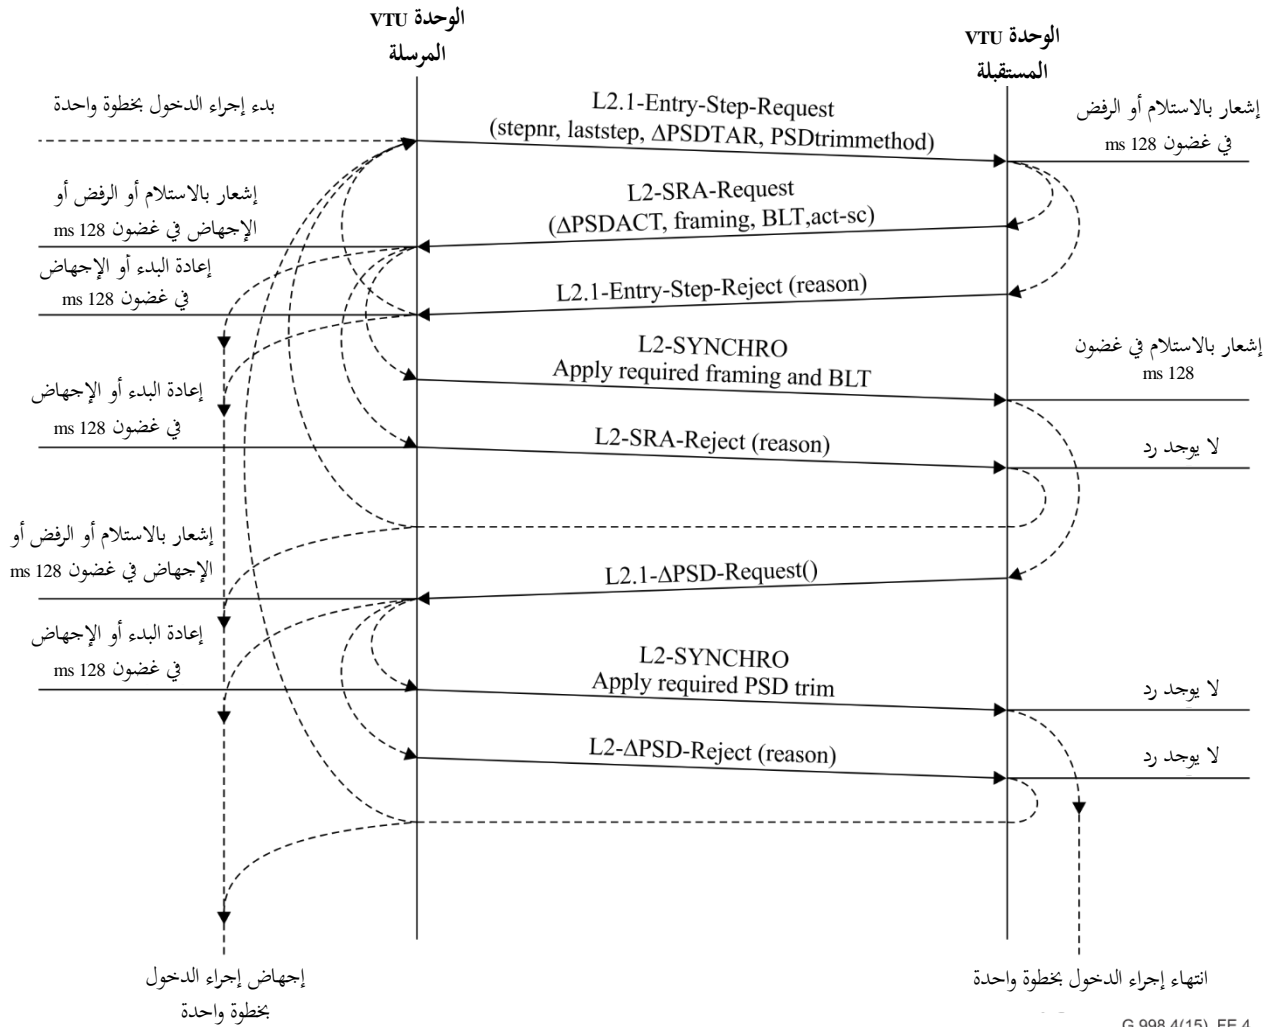 الوحدة VTU
المرسلة
الوحدة VTU
المستقبلة
بدء إجراء الدخول بخطوة واحدة
L2.1-Entry-Step-Request
(stepnr, laststep, ΔPSDTAR, PSDtrimmethod)
إشعار بالاستلام أو الرفض
في غضون 128 ms
إشعار بالاستلام أو الرفض أو
الإجهاض في غضون 128 ms
L2-SRA-Request
(ΔPSDACT, framing, BLT,act-sc)
إعادة البدء أو الإجهاض
في غضون 128 ms
L2.1-Entry-Step-Reject (reason)
L2-SYNCHRO
Apply required framing and BLT
إشعار بالاستلام في غضون
128 ms
إعادة البدء أو الإجهاض
في غضون 128 ms
L2-SRA-Reject (reason)
لا يوجد رد
إشعار بالاستلام أو الرفض أو
الإجهاض في غضون 128 ms
L2.1-ΔPSD-Request()
إعادة البدء أو الإجهاض
في غضون 128 ms
L2-SYNCHRO
Apply required PSD trim
لا يوجد رد
L2-ΔPSD-Reject (reason)
لا يوجد رد
إجهاض إجراء الدخول
بخطوة واحدة
انتهاء إجراء الدخول بخطوة واحدة
G.998.4(15)_FE.4